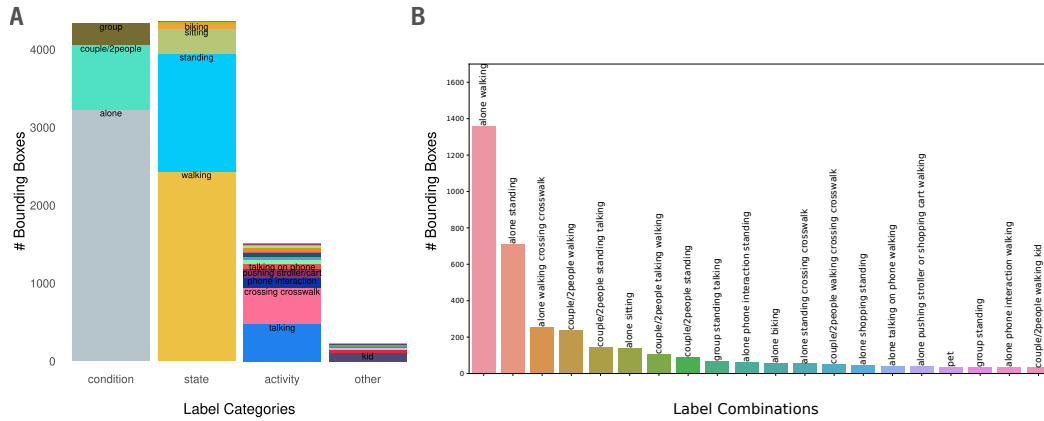 A
# Bounding Boxes
4000
3000
2000
1000
0
group
couple/2people
alone
biking
sitting
standing
walking
talking on phone
pushing stroller/cart
phone interaction
crossing crosswalk
talking
kid
condition
state
activity
other
Label Categories
B
# Bounding Boxes
1600
1400
1200
1000
800
600
400
200
0
alone walking
alone standing
alone walking crossing crosswalk
couple/2people walking
couple/2people standing talking
alone sitting
couple/2people talking walking
couple/2people standing
group standing talking
alone phone interaction standing
alone biking
alone standing crossing crosswalk
couple/2people walking crossing crosswalk
alone shopping standing
alone talking on phone walking
alone pushing stroller or shopping cart walking
pet
group standing
alone phone interaction walking
couple/2people walking kid
Label Combinations